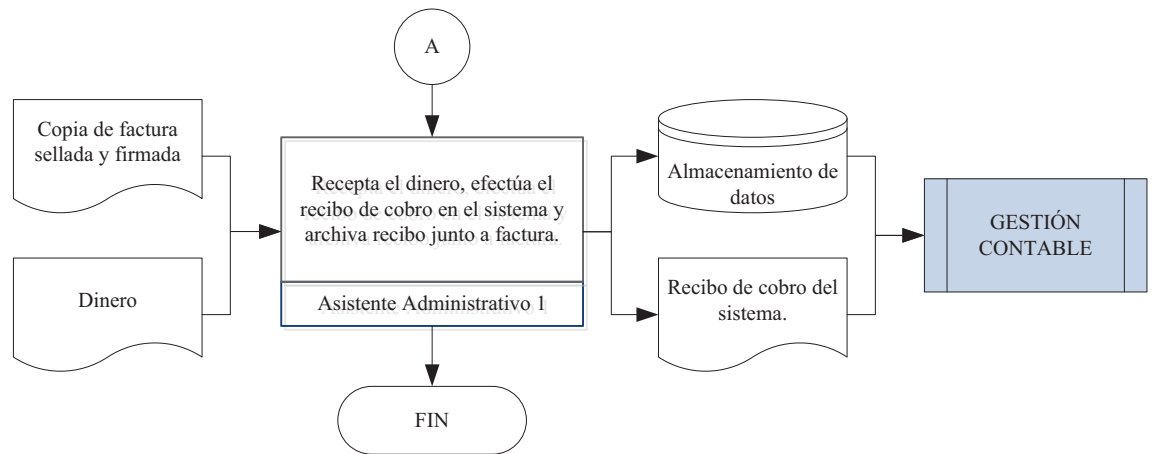 A
Copia de factura
sellada y firmada
Dinero
Recepta el dinero, efectúa el
recibo de cobro en el sistema y
archiva recibo junto a factura.
Asistente Administrativo 1
Almacenamiento de
datos
Recibo de cobro del
sistema.
GESTIÓN
CONTABLE
FIN